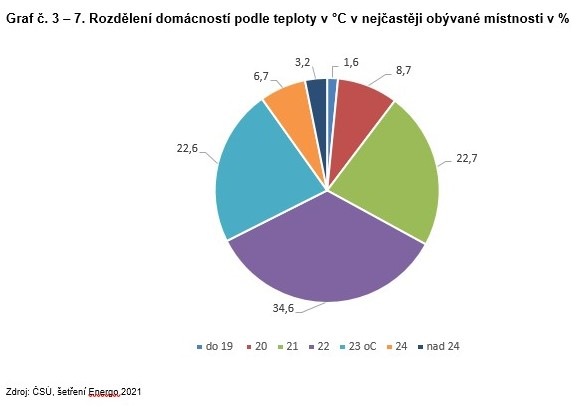 Graf č. 3 – 7. Rozdělení domácností podle teploty v °C v nejčastěji obývané místnosti v %
3,2
1,6
6,7
8,7
22,6
22,7
34,6
do 19 20 21 22 23 oC 24 nad 24
Zdroj: ČSÚ, šetření Energo 2021